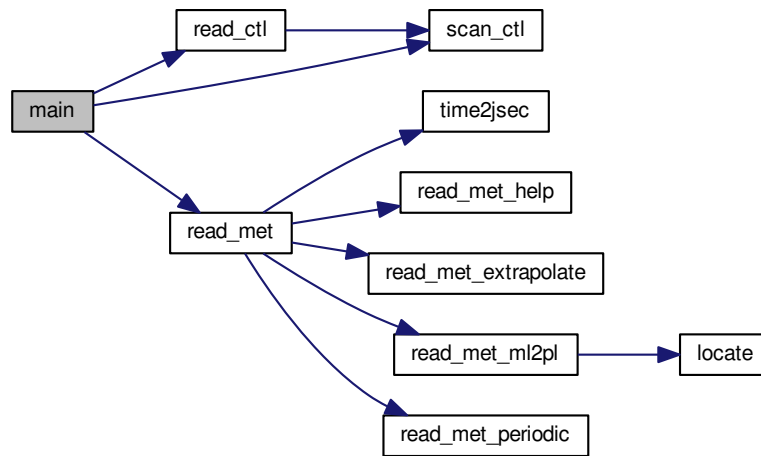 read_ctl
scan_ctl
main
time2jsec
read_met_help
read_met
read_met_extrapolate
read_met_ml2pl
locate
read_met_periodic